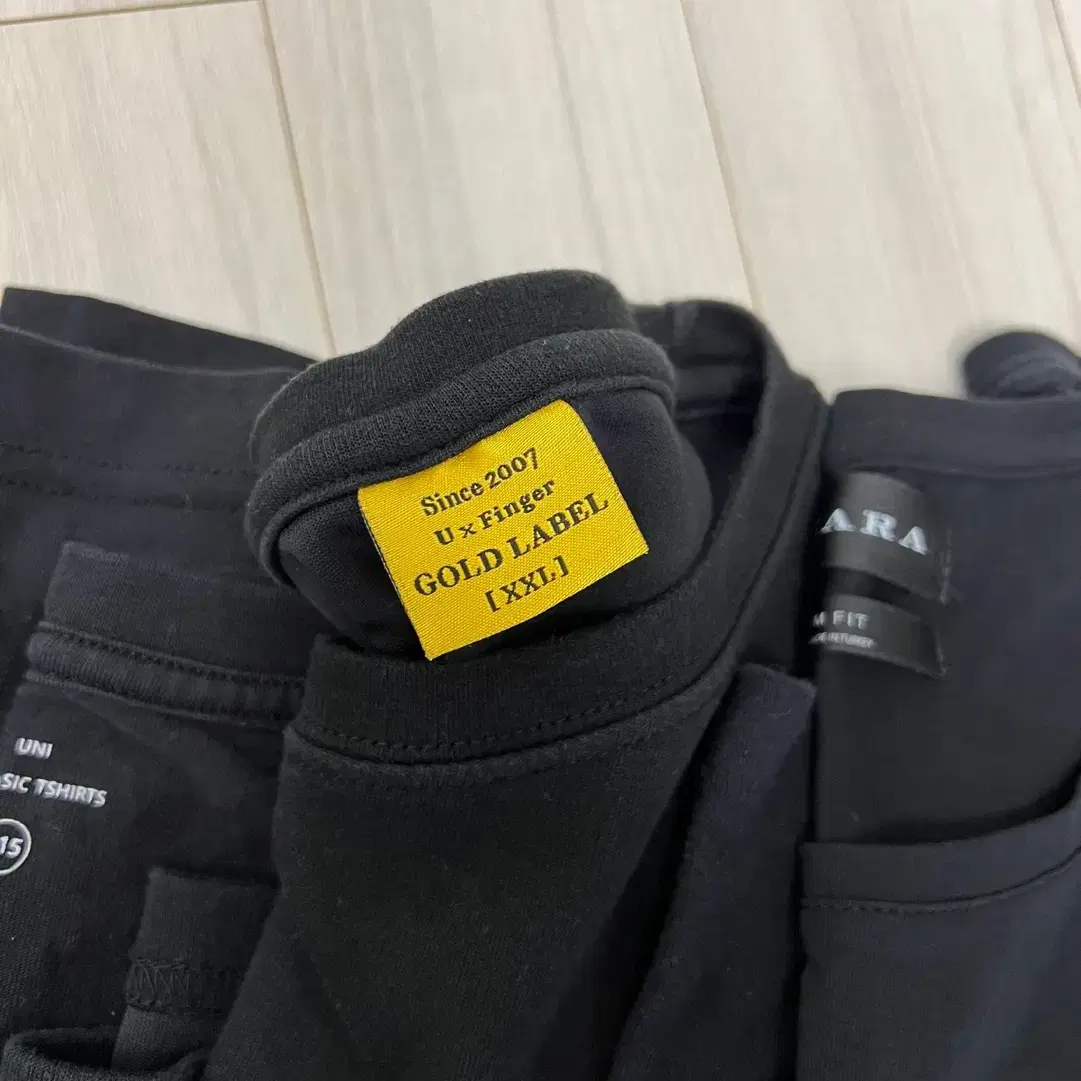 Since 2007
U x Finger
GOLD LABEL
[XXL]
ARA
M FIT
UNI
SIC TSHIRTS
15